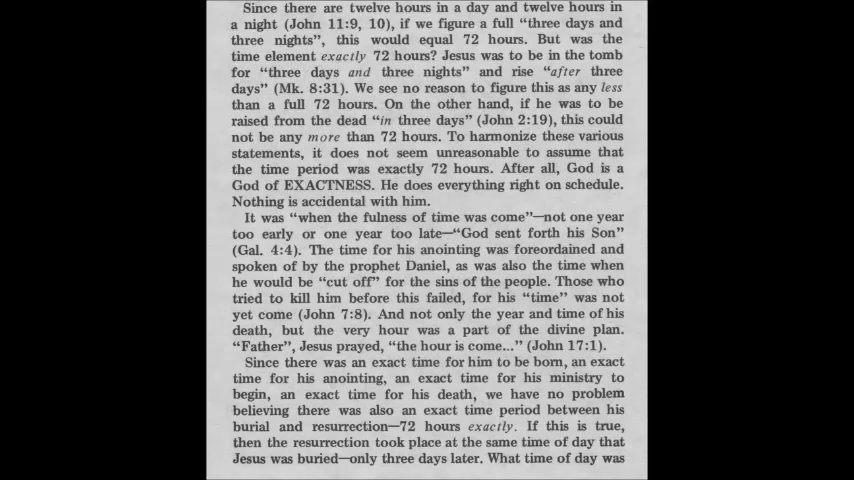 Since there are twelve hours in a day and twelve hours in
a night (John 11:9, 10), if we figure a full “three days and
three nights”, this would equal 72 hours. But was the
time element exactly 72 hours? Jesus was to be in the tomb
for “three days and three nights” and rise “after three
days” (Mk. 8:31). We see no reason to figure this as any less
than a full 72 hours. On the other hand, if he was to be
raised from the dead “in three days” (John 2:19), this could
not be any more than 72 hours. To harmonize these various
statements, it does not seem unreasonable to assume that
the time period was exactly 72 hours. After all, God is a
God of EXACTNESS. He does everything right on schedule.
Nothing is accidental with him.
It was “when the fulness of time was come”—not one year
too early or one year too late—“God sent forth his Son”
(Gal. 4:4). The time for his anointing was foreordained and
spoken of by the prophet Daniel, as was also the time when
he would be “cut off” for the sins of the people. Those who
tried to kill him before this failed, for his “time” was not
yet come (John 7:8). And not only the year and time of his
death, but the very hour was a part of the divine plan.
“Father”, Jesus prayed, “the hour is come...” (John 17:1).
Since there was an exact time for him to be born, an exact
time for his anointing, an exact time for his ministry to
begin, an exact time for his death, we have no problem
believing there was also an exact time period between his
burial and resurrection—72 hours exactly. If this is true,
then the resurrection took place at the same time of day that
Jesus was buried—only three days later. What time of day was